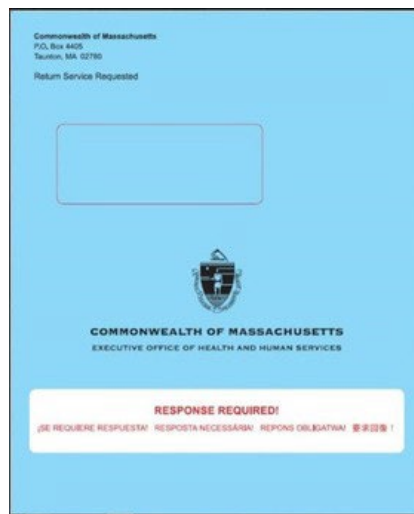 Commonwealth of Massachusetts
P.O. Box 4405
Taunton, MA 02780
Return Service Requested
COMMONWEALTH OF MASSACHUSETTS
EXECUTIVE OFFICE OF HEALTH AND HUMAN SERVICES
RESPONSE REQUIRED!
¡SE REQUIERE RESPUESTA! RESPOSTA NECESSÁRIA! REPONS OBLIGATWA! 要求回復！